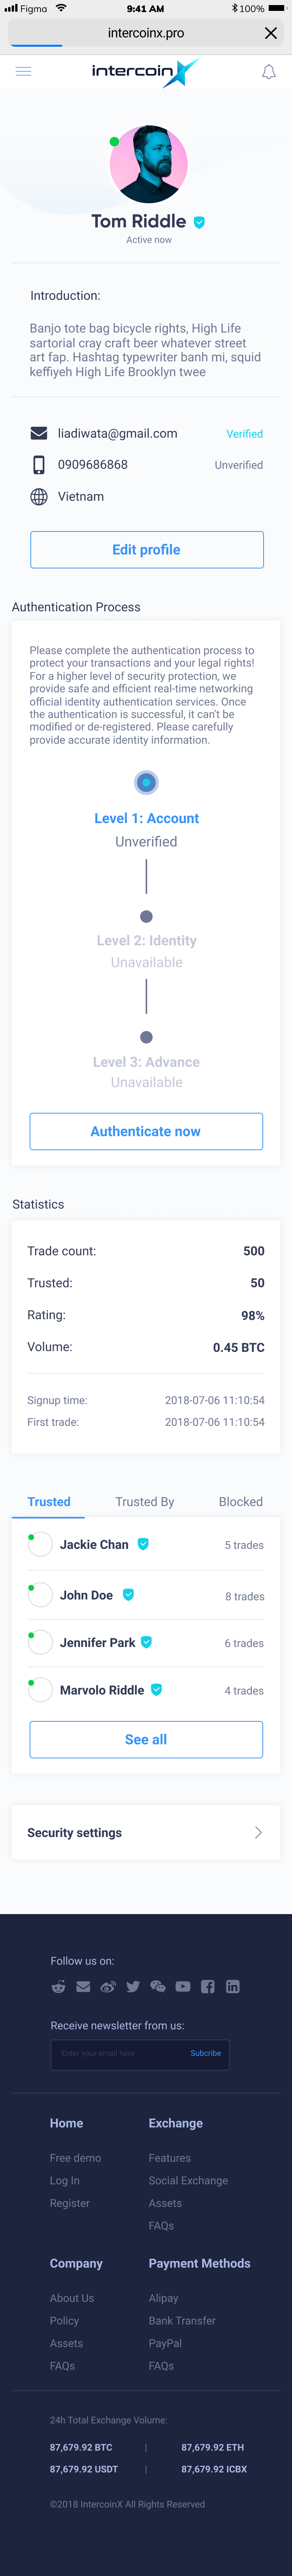 Figma
9:41 AM
100%
intercoinx.pro
intercoin
Tom Riddle
Active now
Introduction:
Banjo tote bag bicycle rights, High Life
sartorial cray craft beer whatever street
art fap. Hashtag typewriter banh mi, squid
keffiyeh High Life Brooklyn twee
liadiwata@gmail.com
Verified
0909686868
Unverified
Vietnam
Edit profile
Authentication Process
Please complete the authentication process to
protect your transactions and your legal rights!
For a higher level of security protection, we
provide safe and efficient real-time networking
official identity authentication services. Once
the authentication is successful, it can't be
modified or de-registered. Please carefully
provide accurate identity information.
Level 1: Account
Unverified
Level 2: Identity
Unavailable
Level 3: Advance
Unavailable
Authenticate now
Statistics
Trade count: 500
Trusted: 50
Rating: 98%
Volume: 0.45 BTC
Signup time: 2018-07-06 11:10:54
First trade: 2018-07-06 11:10:54
Trusted Trusted By Blocked
Jackie Chan 5 trades
John Doe 8 trades
Jennifer Park 6 trades
Marvolo Riddle 4 trades
See all
Security settings
Follow us on:
Receive newsletter from us:
Enter your email here Subcribe
Home
Free demo
Log In
Register
Exchange
Features
Social Exchange
Assets
FAQs
Company
About Us
Policy
Assets
FAQs
Payment Methods
Alipay
Bank Transfer
PayPal
FAQs
24h Total Exchange Volume:
87,679.92 BTC | 87,679.92 ETH
87,679.92 USDT | 87,679.92 ICBX
©2018 IntercoinX All Rights Reserved